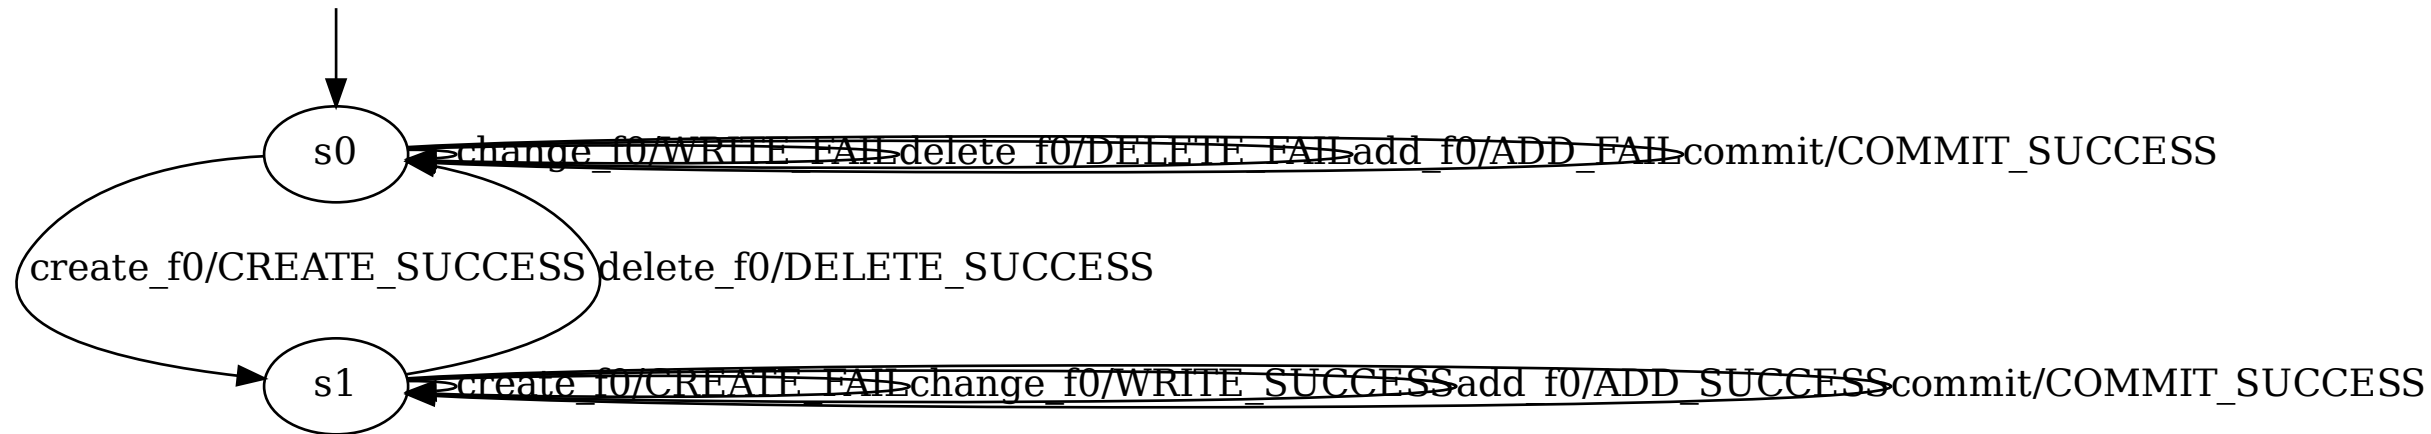 s0
change_f0/WRITE_FAIL
delete_f0/DELETE_FAIL
add_f0/ADD_FAIL
commit/COMMIT_SUCCESS
create_f0/CREATE_SUCCESS
delete_f0/DELETE_SUCCESS
s1
create_f0/CREATE_FAIL
change_f0/WRITE_SUCCESS
add_f0/ADD_SUCCESS
commit/COMMIT_SUCCESS